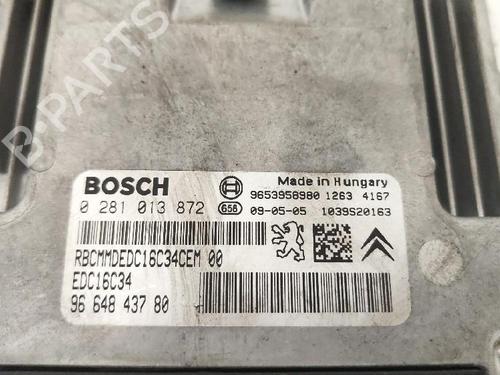 B-PARTS
BOSCH
Made in Hungary
9653958980 1263 4167
0 281 013 872
656
09-05-05
1039S20163
RBCMMDEDC16C34CEM 00
EDC16C34
96 648 437 80